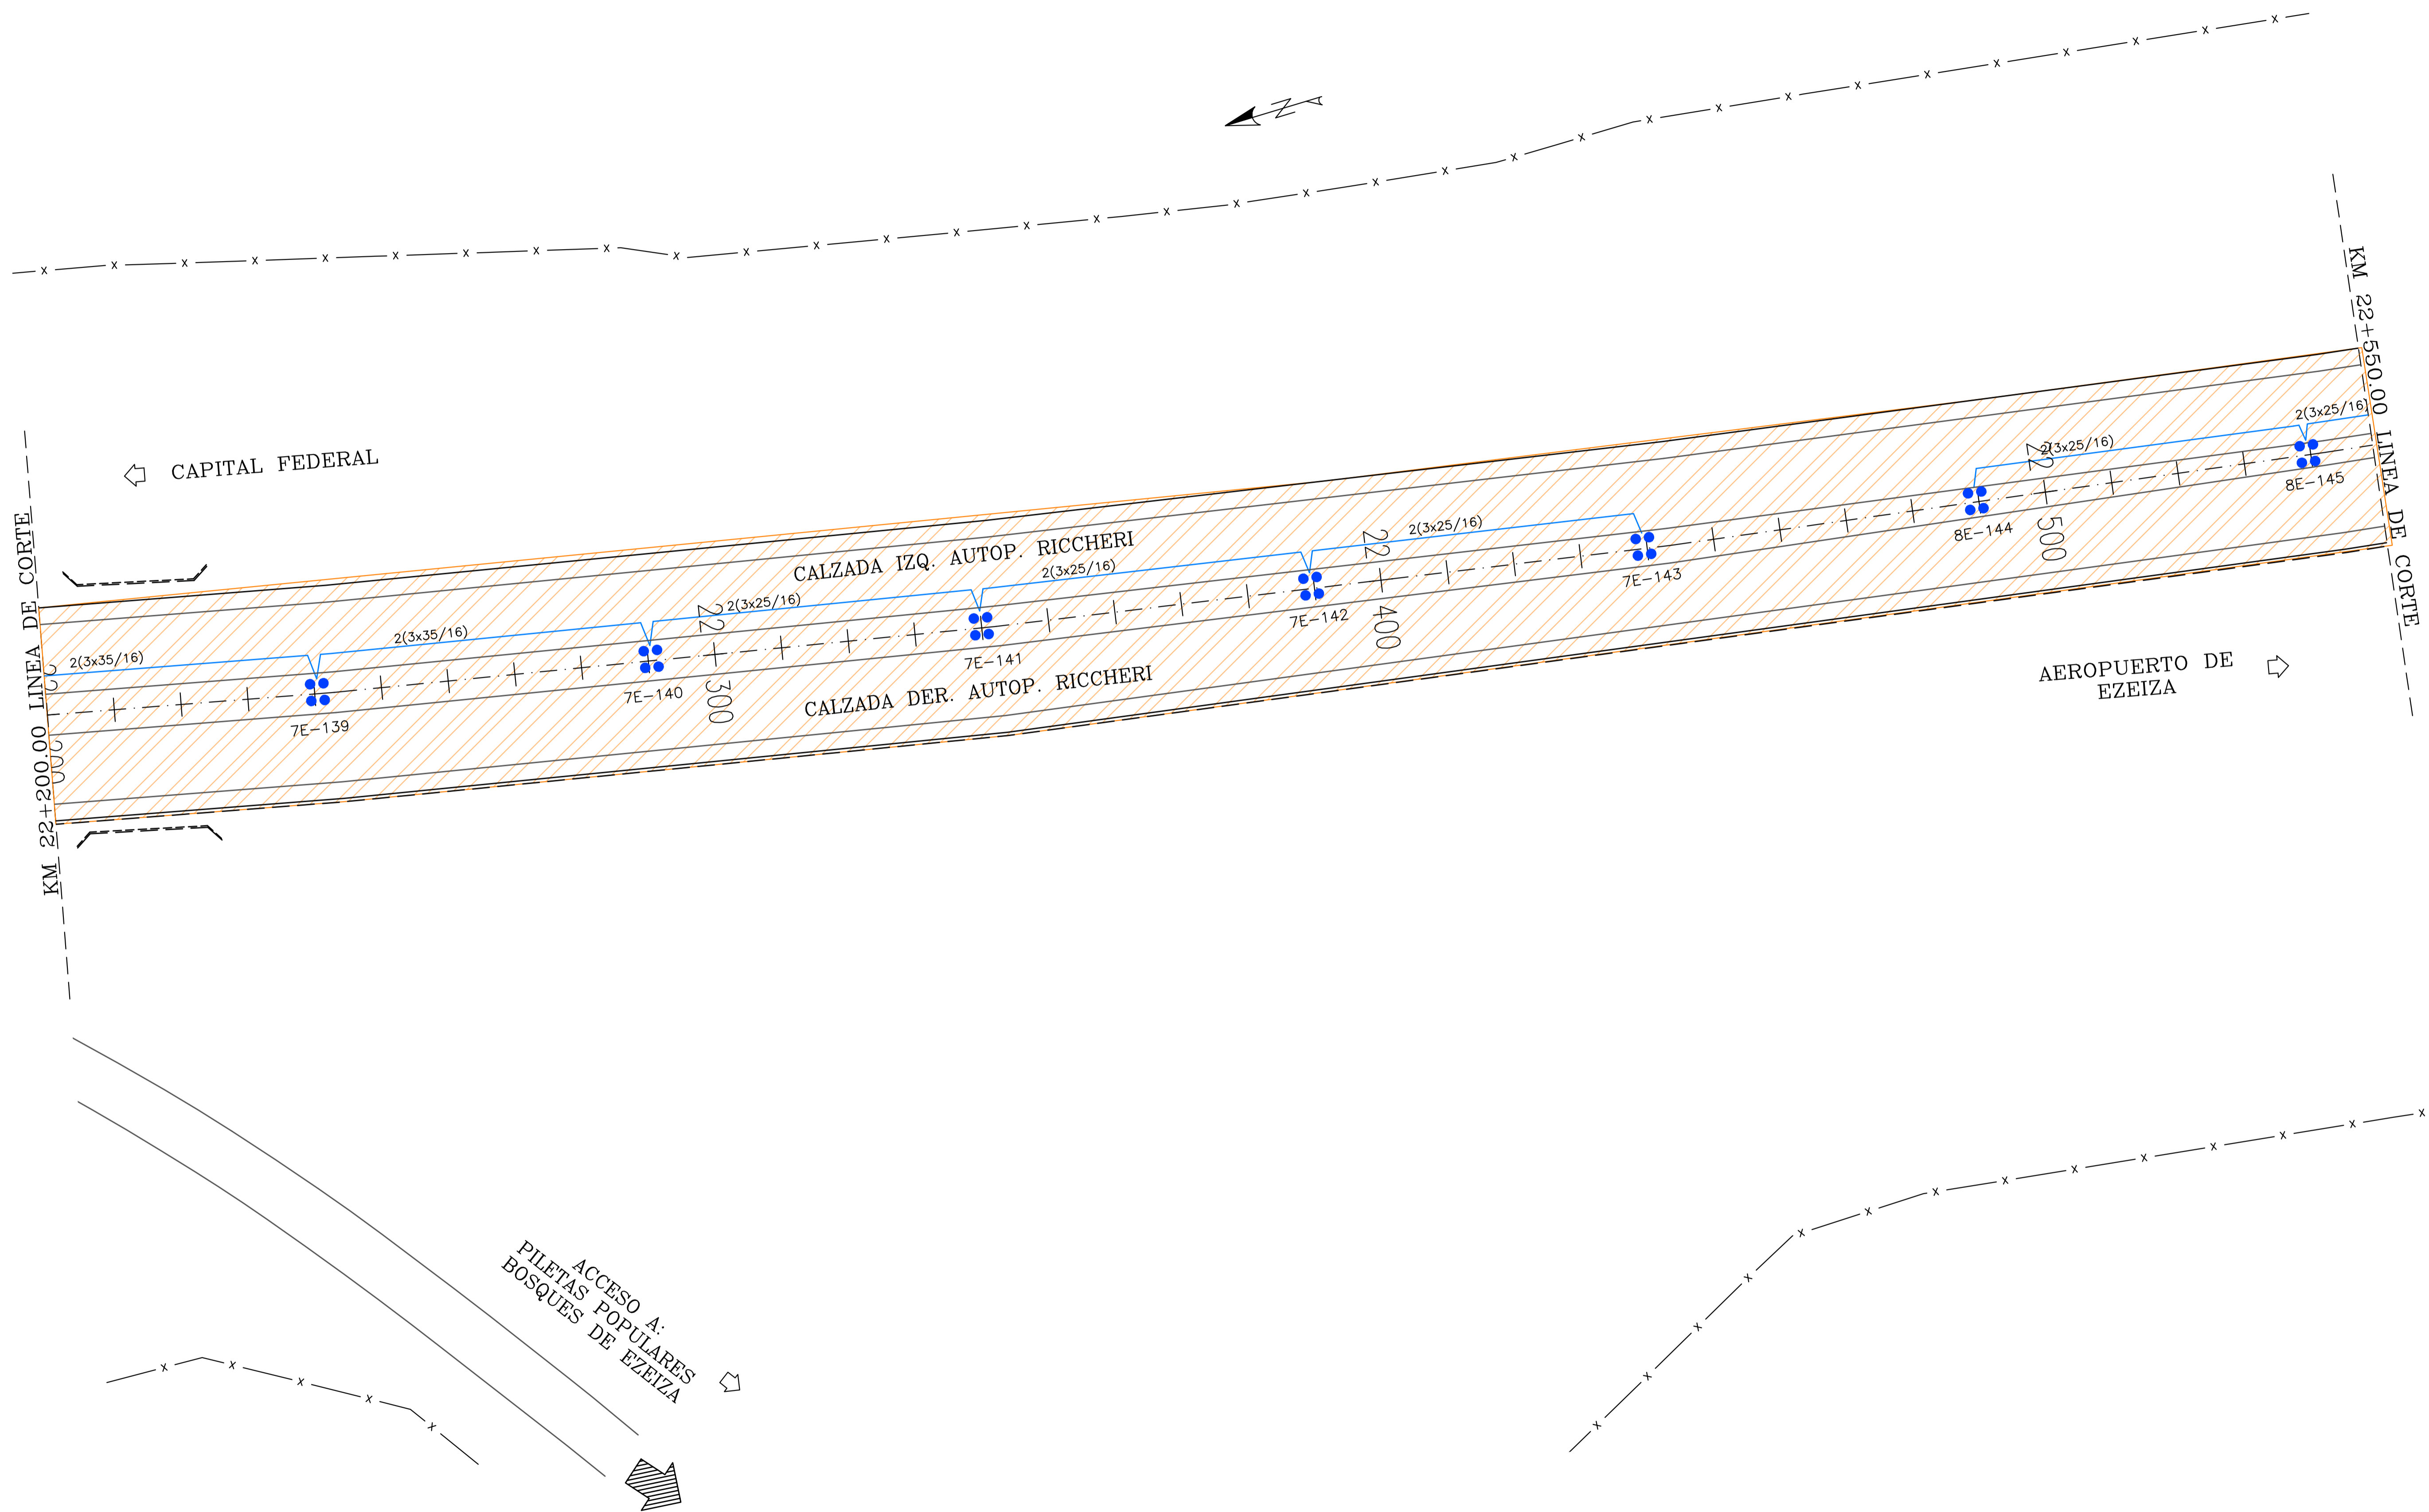 N
KM 22+550.00 LINEA DE CORTE
KM 22+200.00 LINEA DE CORTE
CAPITAL FEDERAL
CALZADA IZQ. AUTOP. RICCHERI
CALZADA DER. AUTOP. RICCHERI
2(3x35/16)
2(3x35/16)
2(3x25/16)
2(3x25/16)
2(3x25/16)
2(3x25/16)
2(3x25/16)
22
200
22
300
22
400
22
500
7E-139
7E-140
7E-141
7E-142
7E-143
8E-144
8E-145
AEROPUERTO DE
EZEIZA
ACCESO A:
PILETAS POPULARES
BOSQUES DE EZEIZA